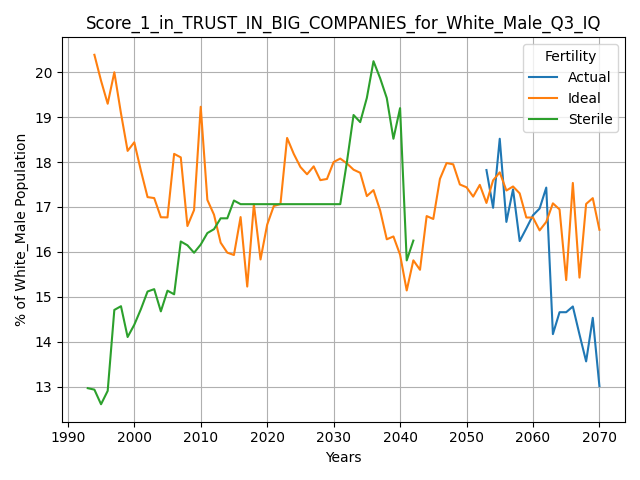 Score_1_in_TRUST_IN_BIG_COMPANIES_for_White_Male_Q3_IQ
Fertility
Actual
Ideal
Sterile
% of White_Male Population
20
19
18
17
16
15
14
13
1990 2000 2010 2020 2030 2040 2050 2060 2070
Years